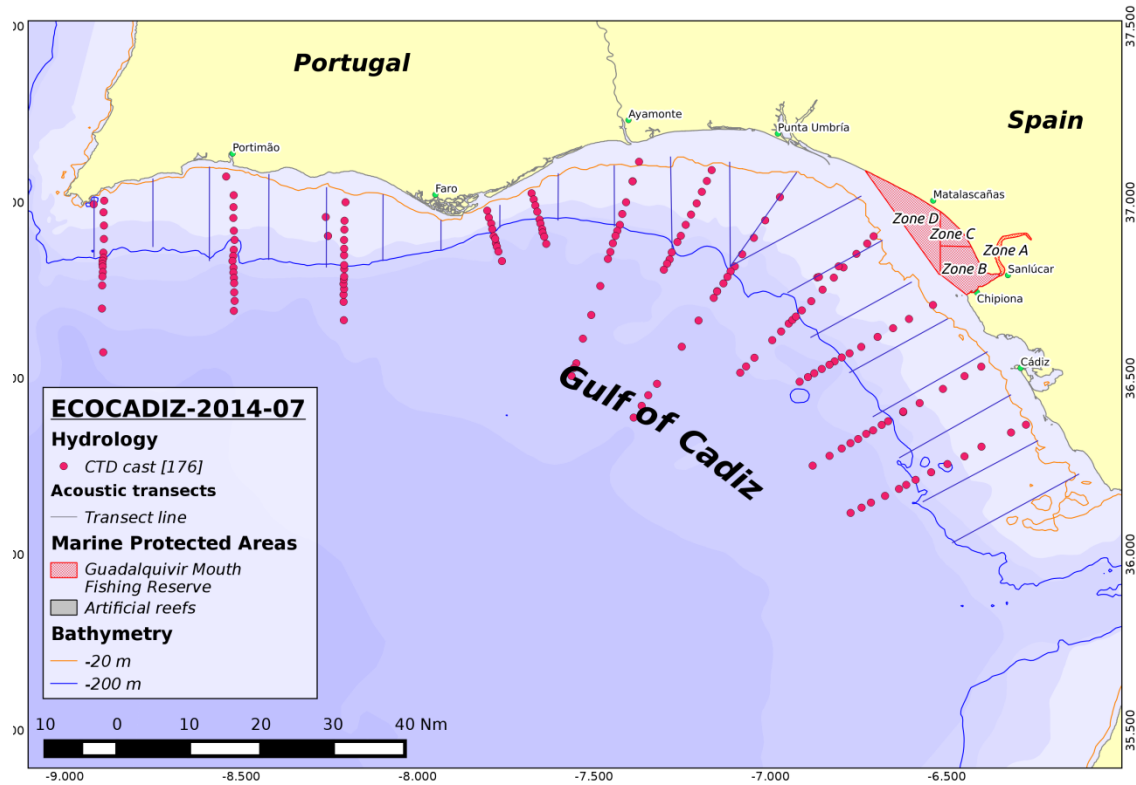 Portugal
Spain
Ayamonte
Punta Umbría
Portimão
Faro
Matalascañas
Zone D
Zone C
Zone A
Zone B
Sanlúcar
Chipiona
Cádiz
Gulf of Cadiz
ECOCADIZ-2014-07
Hydrology
CTD cast [176]
Acoustic transects
Transect line
Marine Protected Areas
Guadalquivir Mouth
Fishing Reserve
Artificial reefs
Bathymetry
-20 m
-200 m
10 0 10 20 30 40 Nm
-9.000 -8.500 -8.000 -7.500 -7.000 -6.500
37.500
37.000
36.500
36.000
35.500